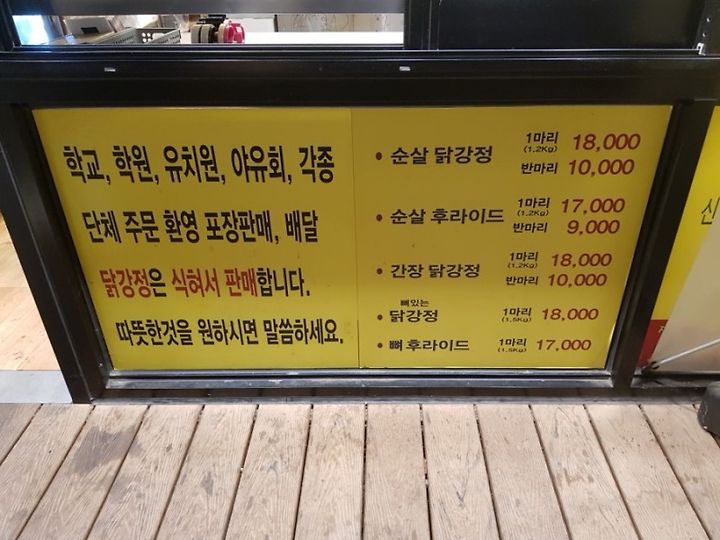 학교, 학원, 유치원, 야유회, 각종
단체 주문 환영 포장판매, 배달
닭강정은 식혀서 판매합니다.
따뜻한것을 원하시면 말씀하세요.
• 순살 닭강정 1마리 (1.2Kg) 18,000
반마리 10,000
• 순살 후라이드 1마리 (1.2Kg) 17,000
반마리 9,000
• 간장 닭강정 1마리 (1.2Kg) 18,000
반마리 10,000
뼈있는
• 닭강정 1마리 (1.5Kg) 18,000
• 뼈후라이드 1마리 (1.5Kg) 17,000
신